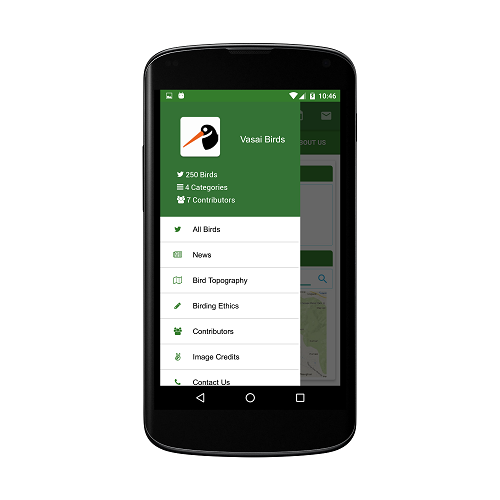 10:46
Vasai Birds
250 Birds
4 Categories
7 Contributors
BOUT US
All Birds
News
Bird Topography
Birding Ethics
Contributors
Image Credits
Contact Us